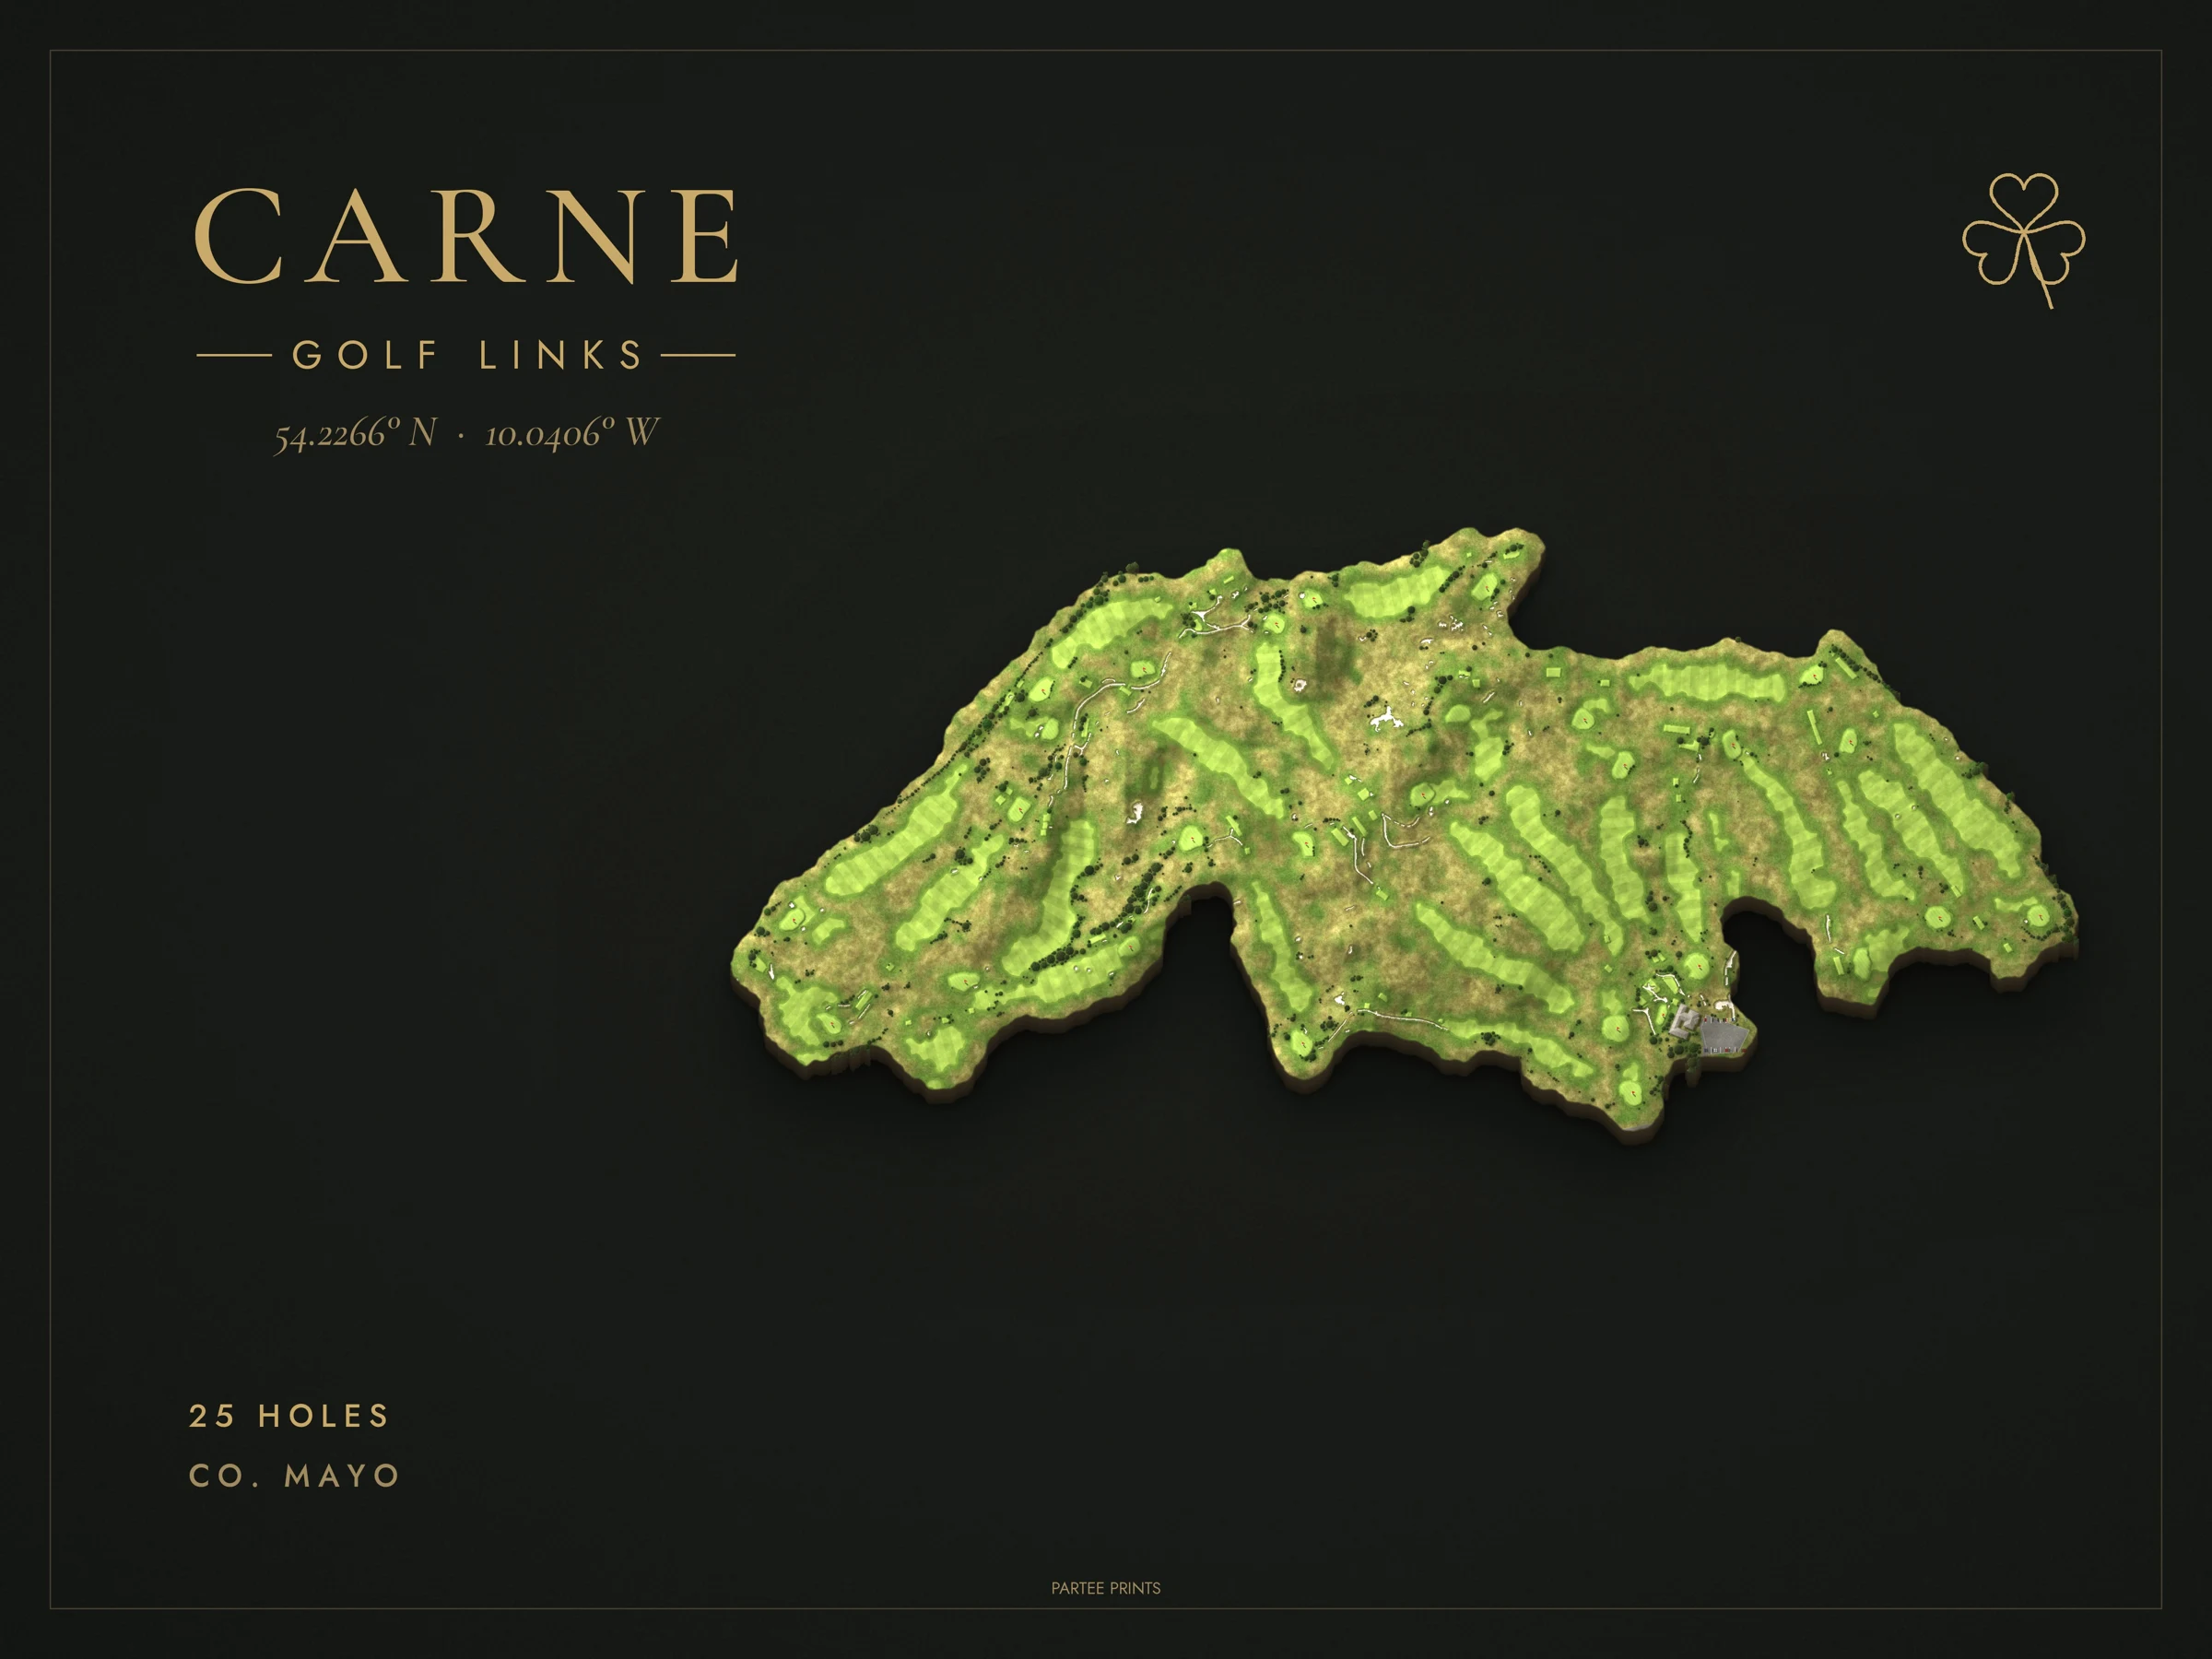 CARNE
GOLF LINKS
54.2266° N · 10.0406° W
25 HOLES
CO. MAYO
PARTEE PRINTS